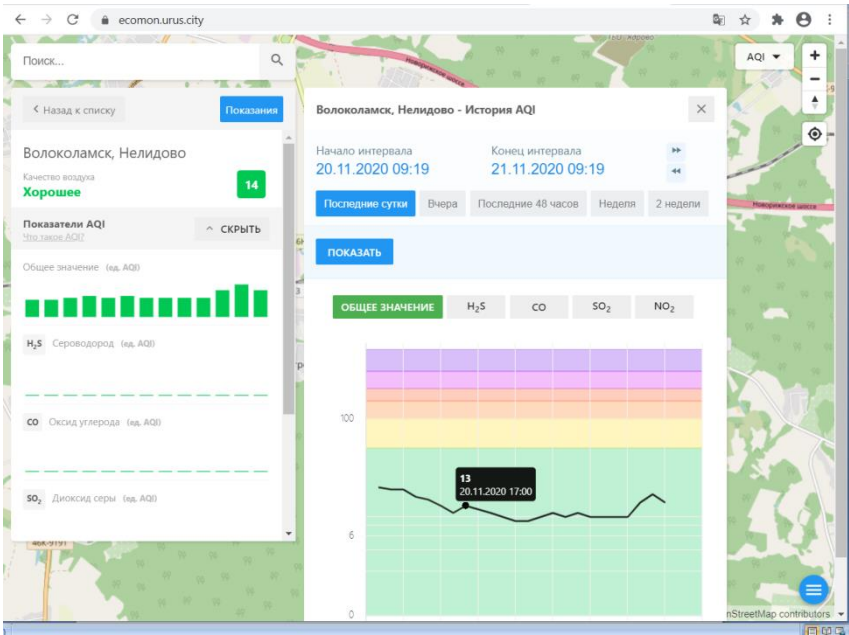 ecomon.urus.city
Поиск...
AQI
+
−
Новорижское шоссе
Назад к списку
Показания
Волоколамск, Нелидово
Качество воздуха
Хорошее
14
Показатели AQI
Что такое AQI?
СКРЫТЬ
Общее значение (ед. AQI)
H₂S Сероводород (ед. AQI)
CO Оксид углерода (ед. AQI)
SO₂ Диоксид серы (ед. AQI)
46К-9191
Волоколамск, Нелидово - История AQI
Начало интервала
Конец интервала
20.11.2020 09:19
21.11.2020 09:19
Последние сутки
Вчера
Последние 48 часов
Неделя
2 недели
ПОКАЗАТЬ
ОБЩЕЕ ЗНАЧЕНИЕ
H₂S
CO
SO₂
NO₂
100
13
20.11.2020 17:00
6
0
Новорижское шоссе
nStreetMap contributors